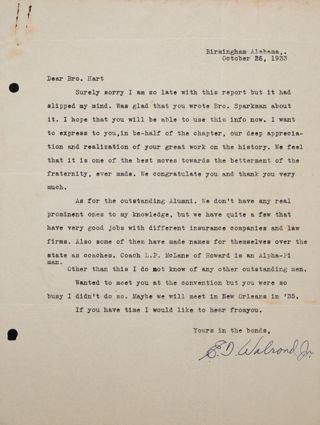 Birmingham Alabama,.
October 28, 1933
Dear Bro. Hart
Surely sorry I am so late with this report but it had
slipped my mind. Was glad that you wrote Bro. Sparkman about
it. I hope that you will be able to use this info now. I want
to express to you,in be-half of the chapter, our deep apprecia-
tion and realization of your great work on the history. We feel
that it is one of the best moves towards the betterment of the
fraternity, ever made. We congratulate you and thank you very
much.
As for the outstanding Alumni. We don't have any real
prominent ones to my knowledge, but we have quite a few that
have very good jobs with different insurance companies and law
firms. Also some of then have made names for themselves over the
state as coaches. Coach L.P. McLane of Howard is an Alpha-Pi
man.
Other than this I do not know of any other outstanding men.
Wanted to meet you at the convention but you were so
busy I didn't do so. Maybe we will meet in New Orleans in '35.
If you have time I would like to hear fromyou.
Yours in the bonds,
E.D. Walrond, Jr.